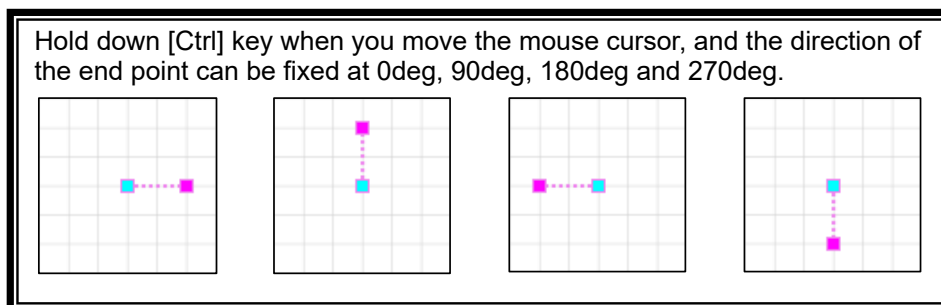 Hold down [Ctrl] key when you move the mouse cursor, and the direction of
the end point can be fixed at 0deg, 90deg, 180deg and 270deg.